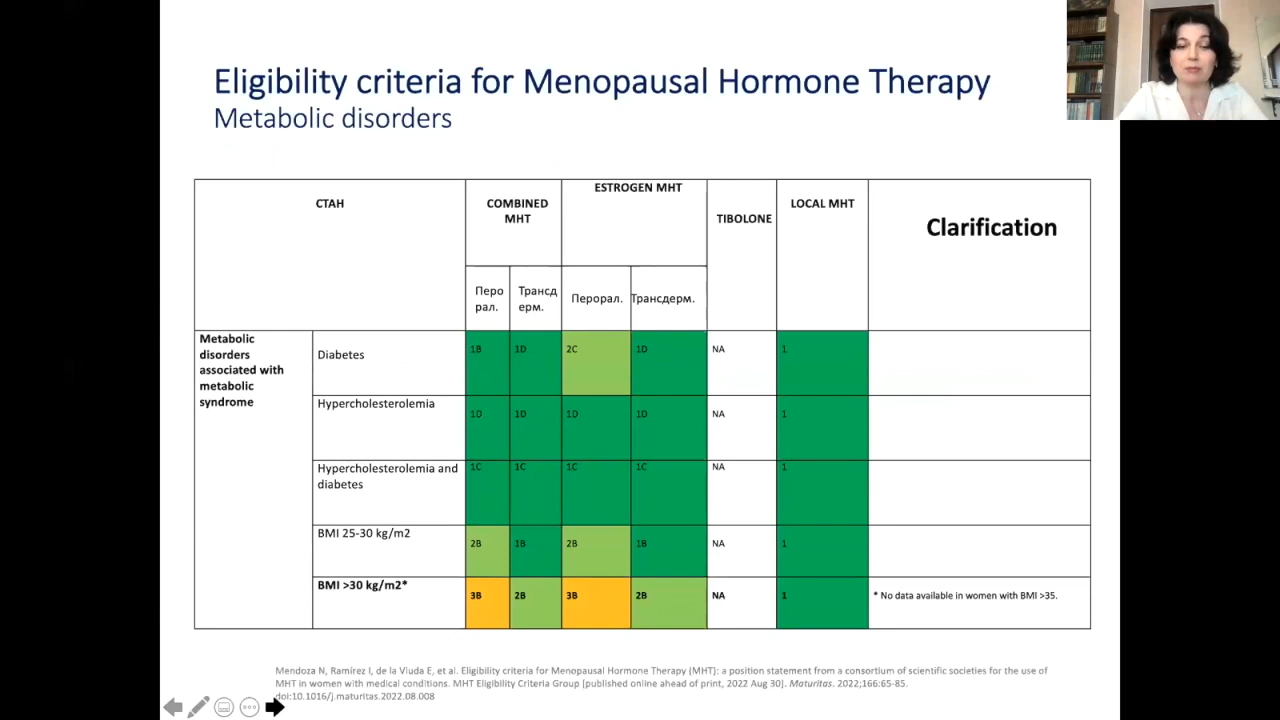 Eligibility criteria for Menopausal Hormone Therapy
Metabolic disorders
СТАН
COMBINED
MHT
ESTROGEN MHT
TIBOLONE
LOCAL MHT
Clarification
Перо
рал.
Трансд
ерм.
Перорал.
Трансдерм.
Metabolic
disorders
associated with
metabolic
syndrome
Diabetes
1B
1D
2C
1D
NA
1
Hypercholesterolemia
1D
1D
1D
1D
NA
1
Hypercholesterolemia and
diabetes
1C
1C
1C
1C
NA
1
BMI 25-30 kg/m2
2B
1B
2B
1B
NA
1
BMI >30 kg/m2*
3B
2B
3B
2B
NA
1
* No data available in women with BMI >35.
Mendoza N, Ramírez I, de la Viuda E, et al. Eligibility criteria for Menopausal Hormone Therapy (MHT): a position statement from a consortium of scientific societies for the use of
MHT in women with medical conditions. MHT Eligibility Criteria Group [published online ahead of print, 2022 Aug 30]. Maturitas. 2022;166:65-85.
doi:10.1016/j.maturitas.2022.08.008